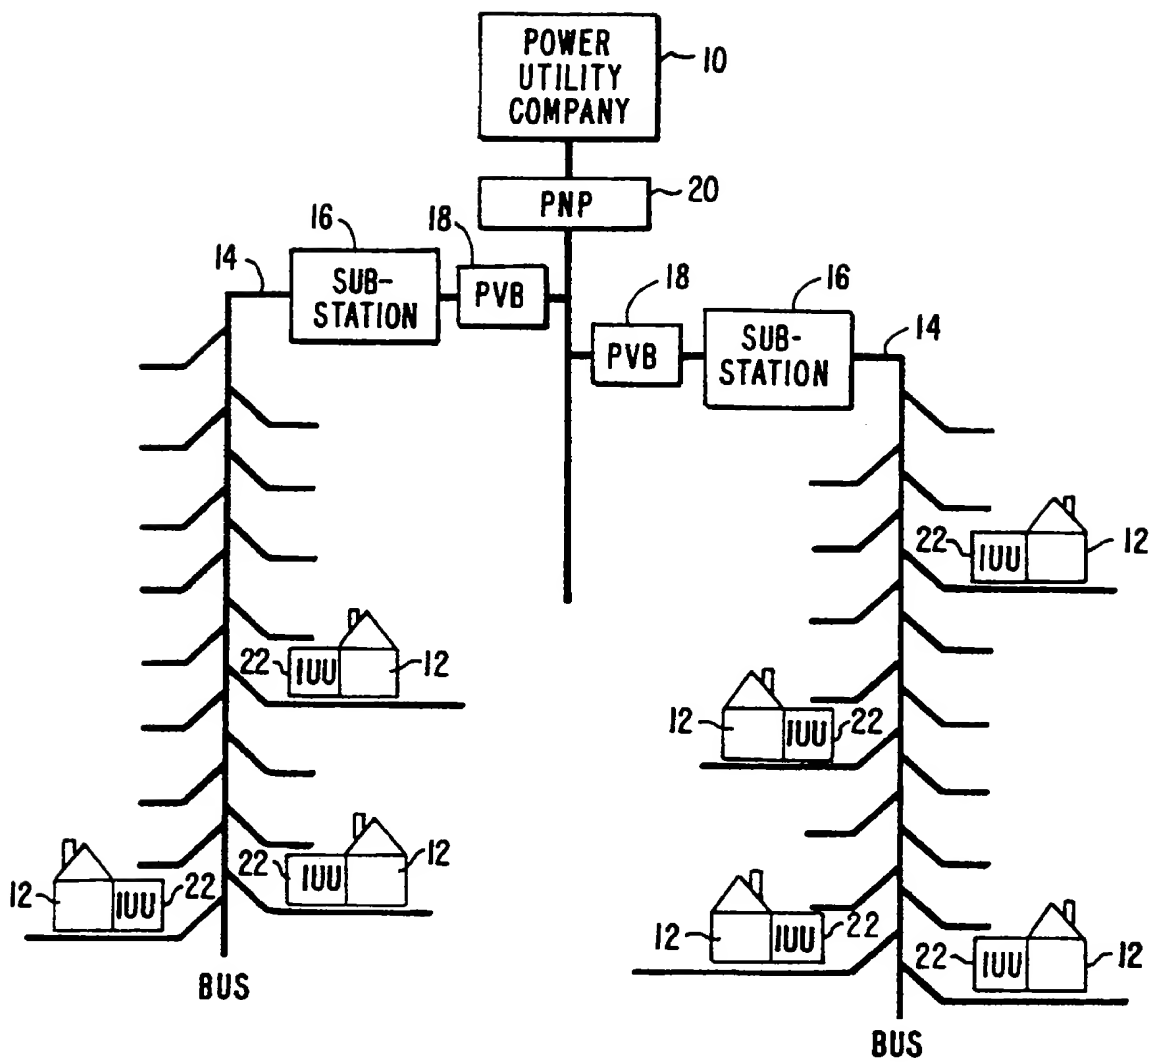 POWER
UTILITY
COMPANY
10
PNP
20
14
16
SUB-
STATION
18
PVB
18
PVB
16
SUB-
STATION
14
22
IUU
12
22
IUU
12
12
IUU
22
12
IUU
22
22
IUU
12
12
IUU
22
22
IUU
12
BUS
BUS